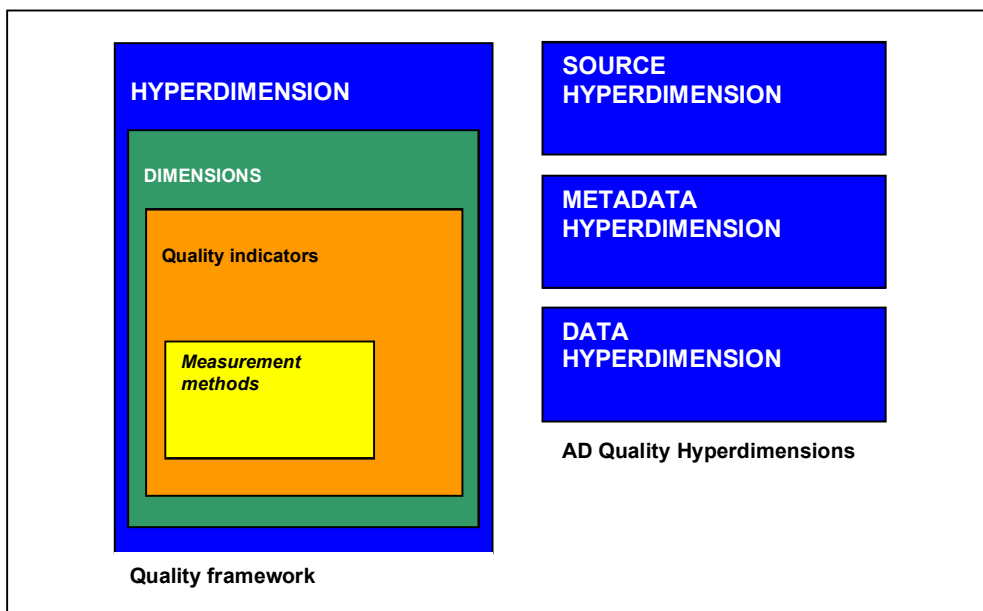 HYPERDIMENSION
DIMENSIONS
Quality indicators
Measurement
methods
Quality framework
SOURCE
HYPERDIMENSION
METADATA
HYPERDIMENSION
DATA
HYPERDIMENSION
AD Quality Hyperdimensions